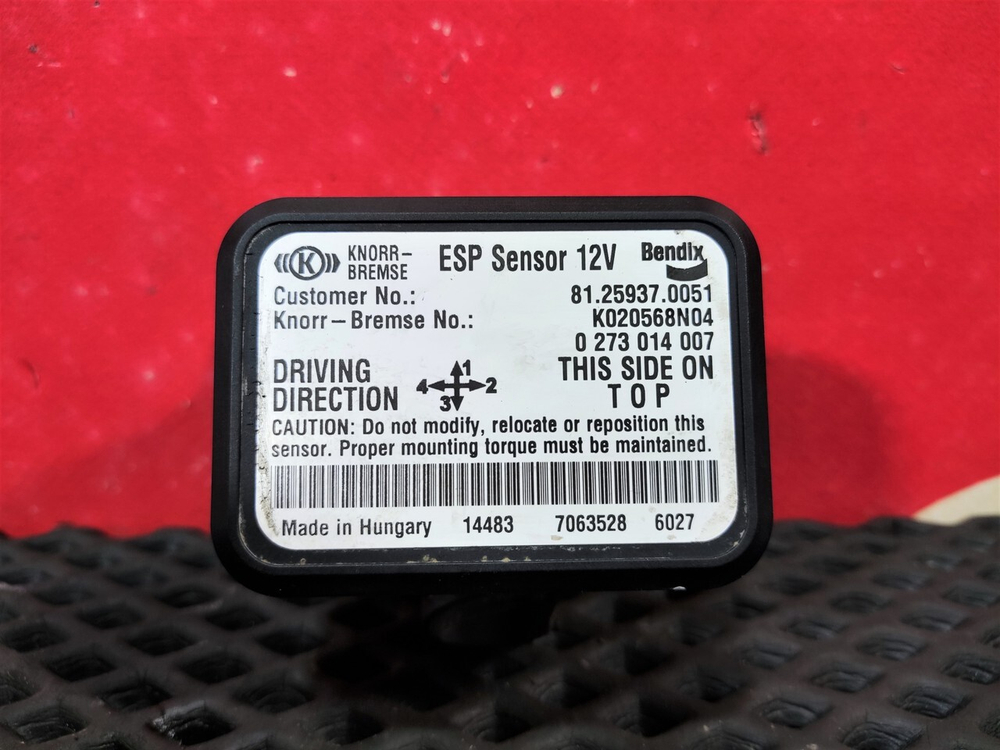 K KNORR-BREMSE ESP Sensor 12V Bendix
Customer No.: 81.25937.0051
Knorr-Bremse No.: K020568N04
0 273 014 007
DRIVING DIRECTION 1 2 3 4 THIS SIDE ON TOP
CAUTION: Do not modify, relocate or reposition this
sensor. Proper mounting torque must be maintained.
Made in Hungary 14483 7063528 6027